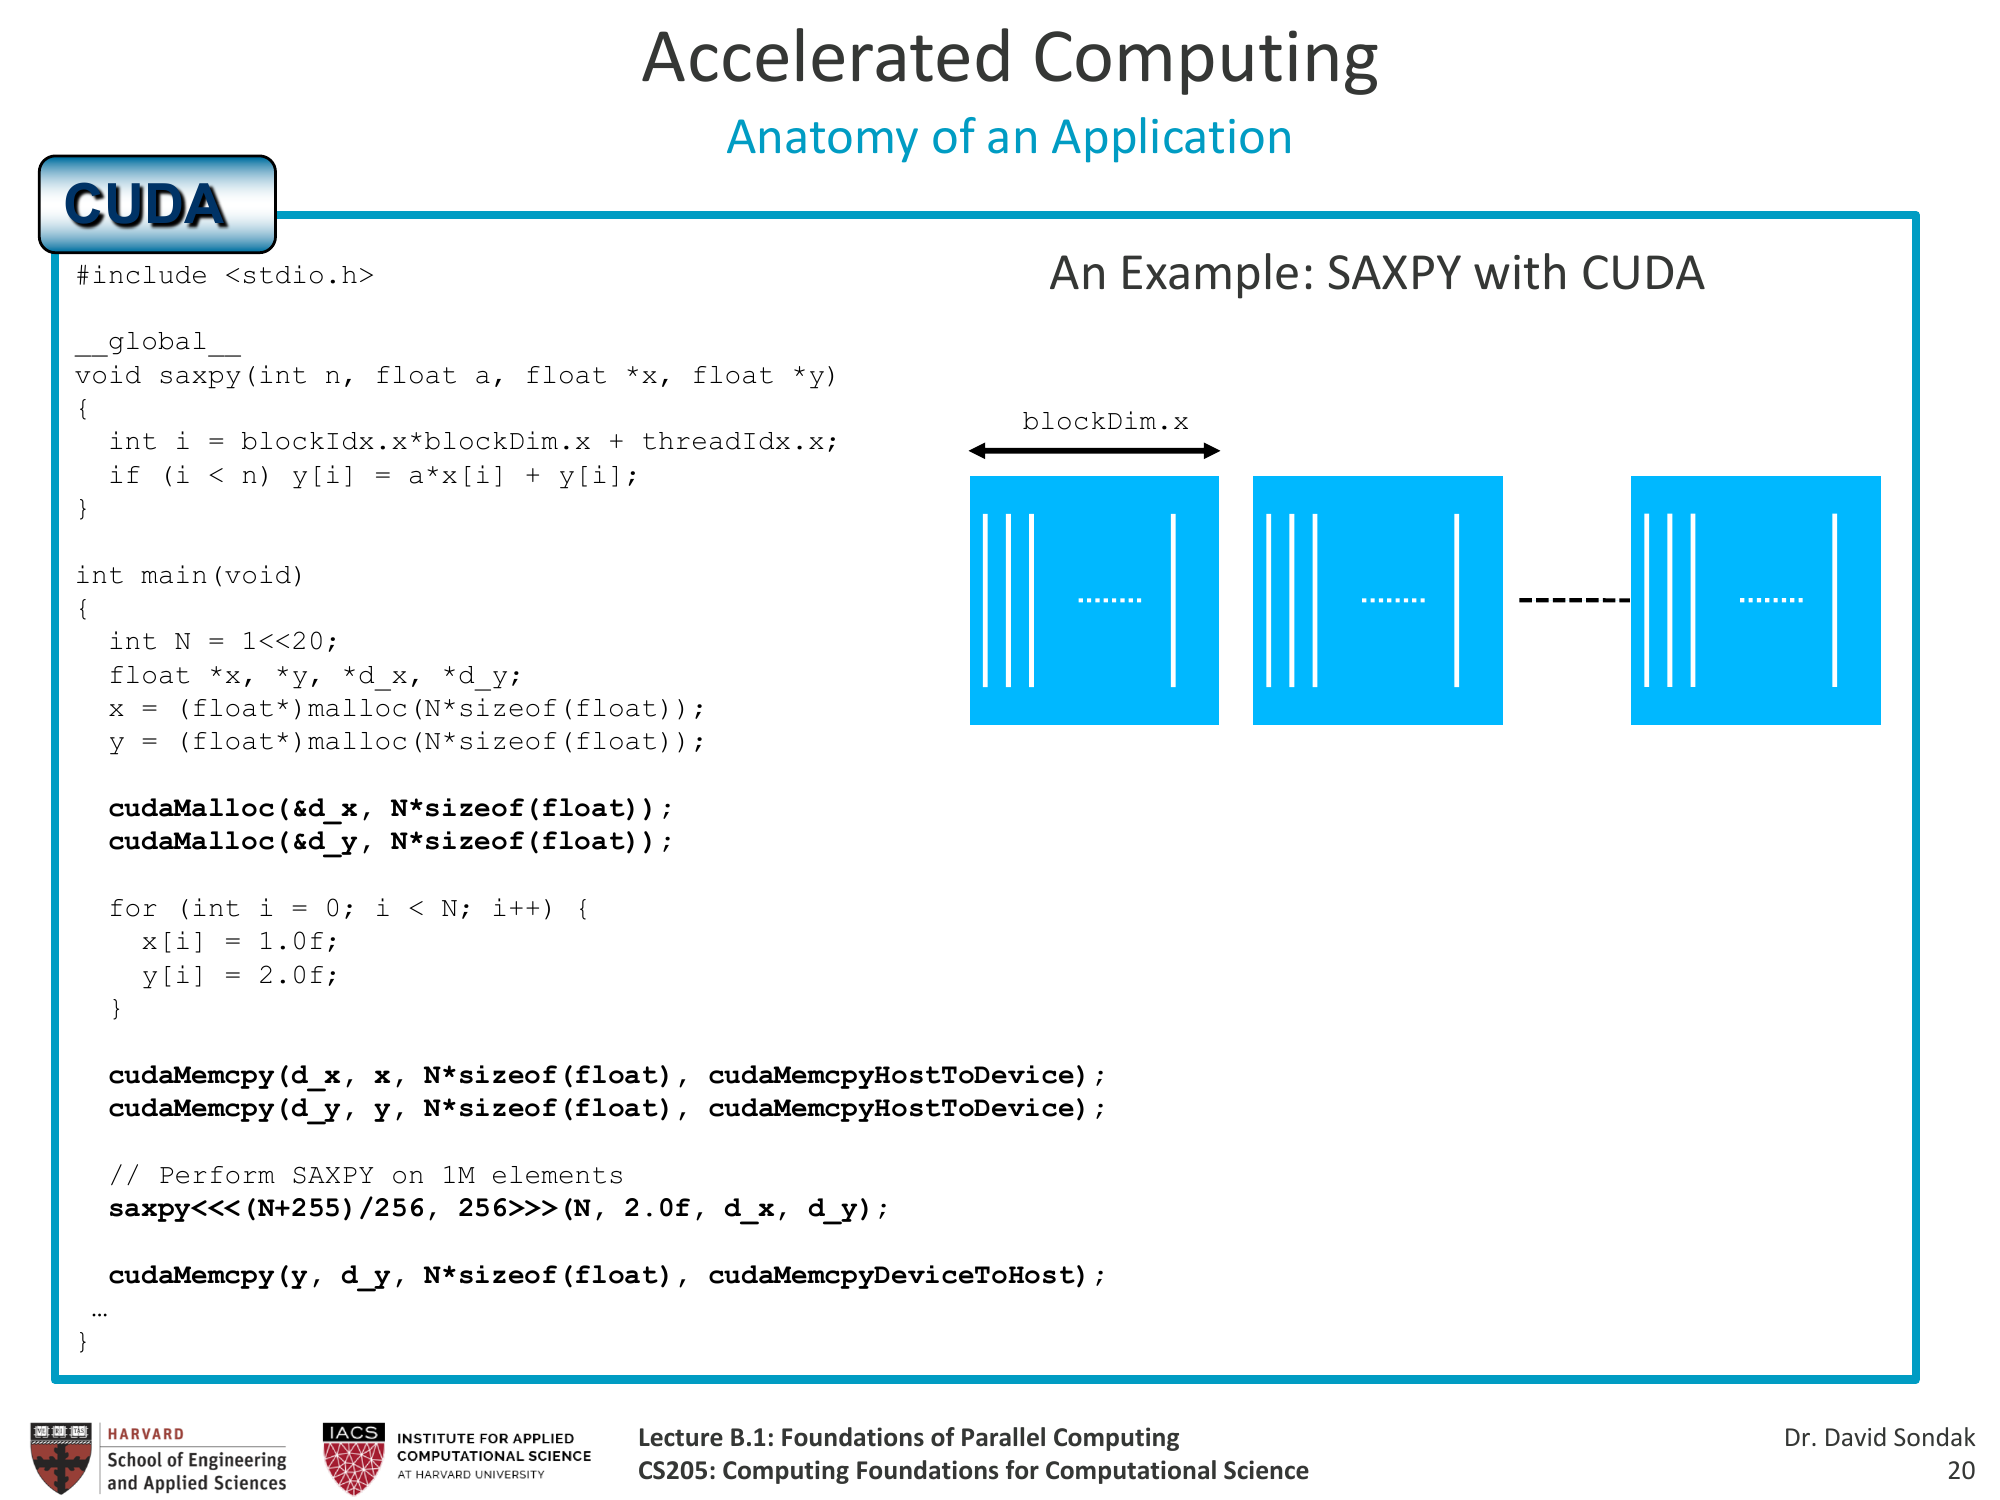 Accelerated Computing
Anatomy of an Application
CUDA
An Example: SAXPY with CUDA
#include <stdio.h>
__global__
void saxpy(int n, float a, float *x, float *y)
{
  int i = blockIdx.x*blockDim.x + threadIdx.x;
  if (i < n) y[i] = a*x[i] + y[i];
}
int main(void)
{
  int N = 1<<20;
  float *x, *y, *d_x, *d_y;
  x = (float*)malloc(N*sizeof(float));
  y = (float*)malloc(N*sizeof(float));
  cudaMalloc(&d_x, N*sizeof(float));
  cudaMalloc(&d_y, N*sizeof(float));
  for (int i = 0; i < N; i++) {
    x[i] = 1.0f;
    y[i] = 2.0f;
  }
  cudaMemcpy(d_x, x, N*sizeof(float), cudaMemcpyHostToDevice);
  cudaMemcpy(d_y, y, N*sizeof(float), cudaMemcpyHostToDevice);
  // Perform SAXPY on 1M elements
  saxpy<<<(N+255)/256, 256>>>(N, 2.0f, d_x, d_y);
  cudaMemcpy(y, d_y, N*sizeof(float), cudaMemcpyDeviceToHost);
 …
}
blockDim.x
HARVARD
School of Engineering
and Applied Sciences
IACS
INSTITUTE FOR APPLIED
COMPUTATIONAL SCIENCE
AT HARVARD UNIVERSITY
Lecture B.1: Foundations of Parallel Computing
CS205: Computing Foundations for Computational Science
Dr. David Sondak
20